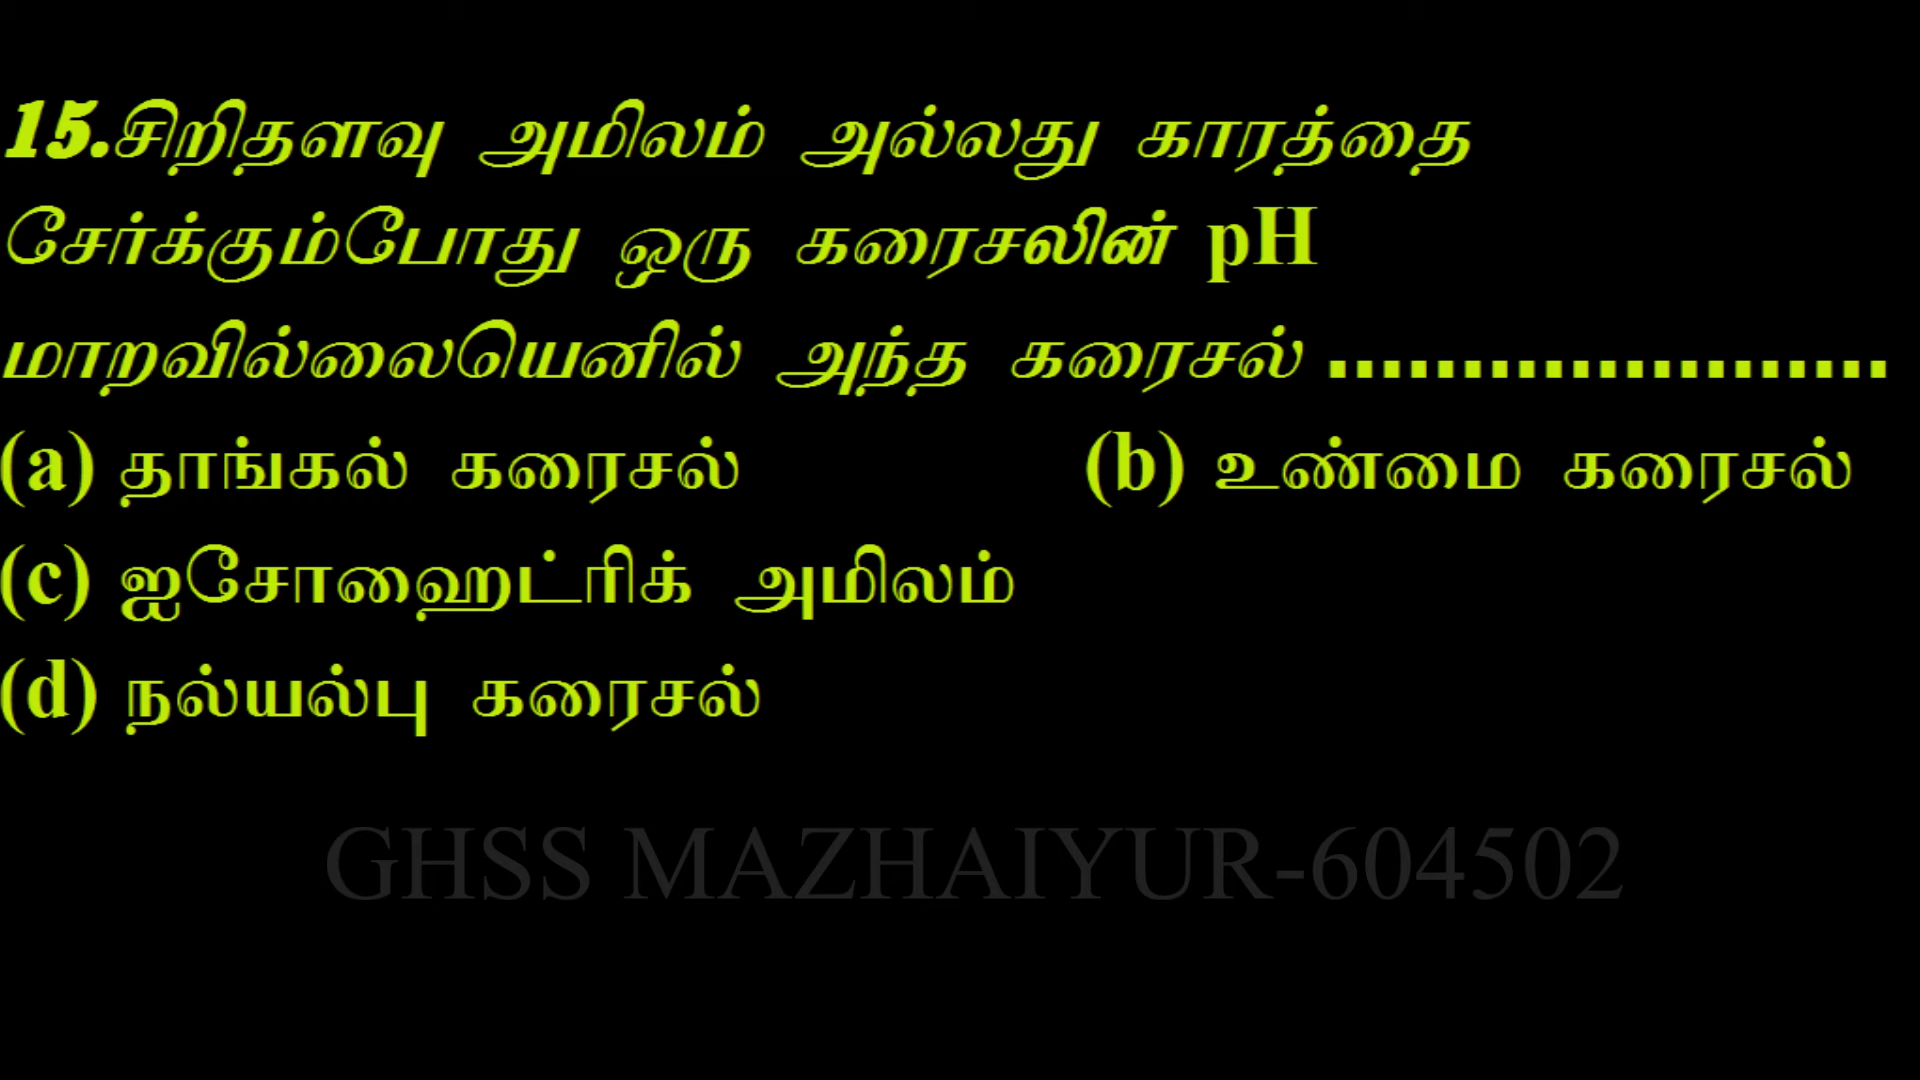 15.சிறிதளவு அமிலம் அல்லது காரத்தை
சேர்க்கும்போது ஒரு கரைசலின் pH
மாறவில்லையெனில் அந்த கரைசல் .....................
(a) தாங்கல் கரைசல் (b) உண்மை கரைசல்
(c) ஐசோஹைட்ரிக் அமிலம்
(d) நல்யல்பு கரைசல்
GHSS MAZHAIYUR-604502